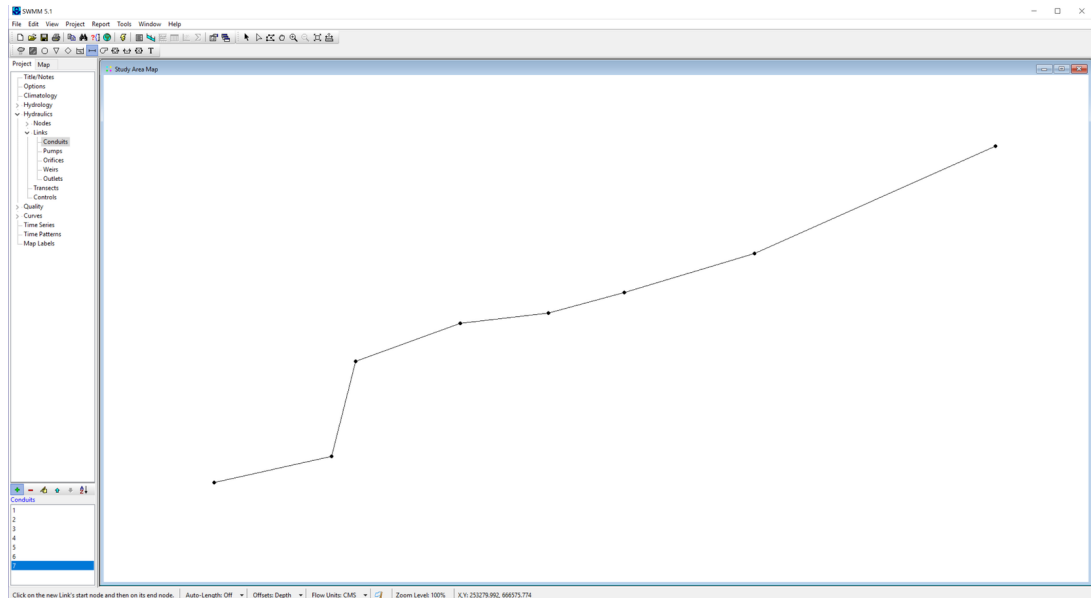 SWMM 5.1
File Edit View Project Report Tools Window Help
T
Project Map
Study Area Map
Title/Notes
Options
Climatology
Hydrology
Hydraulics
Nodes
Links
Conduits
Pumps
Orifices
Weirs
Outlets
Transects
Controls
Quality
Curves
Time Series
Time Patterns
Map Labels
Conduits
1
2
3
4
5
6
7
Click on the new Link's start node and then on its end node. Auto-Length: Off Offsets: Depth Flow Units: CMS Zoom Level: 100% X,Y: 253279.992, 666575.774